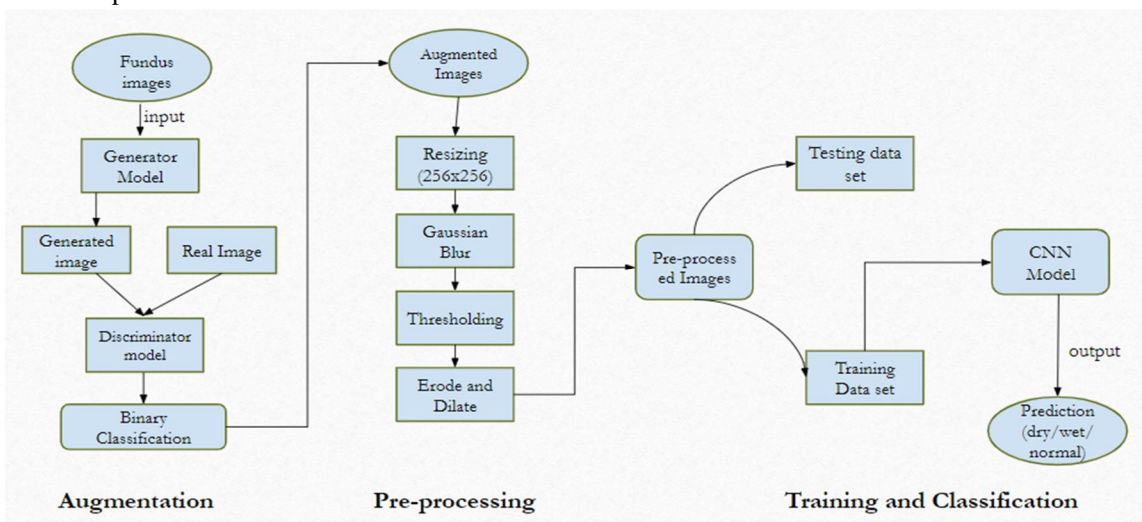 Fundus
images
input
Generator
Model
Generated
image
Real Image
Discriminator
model
Binary
Classification
Augmentation
Augmented
Images
Resizing
(256x256)
Gaussian
Blur
Thresholding
Erode and
Dilate
Pre-processing
Pre-process
ed Images
Testing data
set
Training
Data set
CNN
Model
output
Prediction
(dry/wet/
normal)
Training and Classification